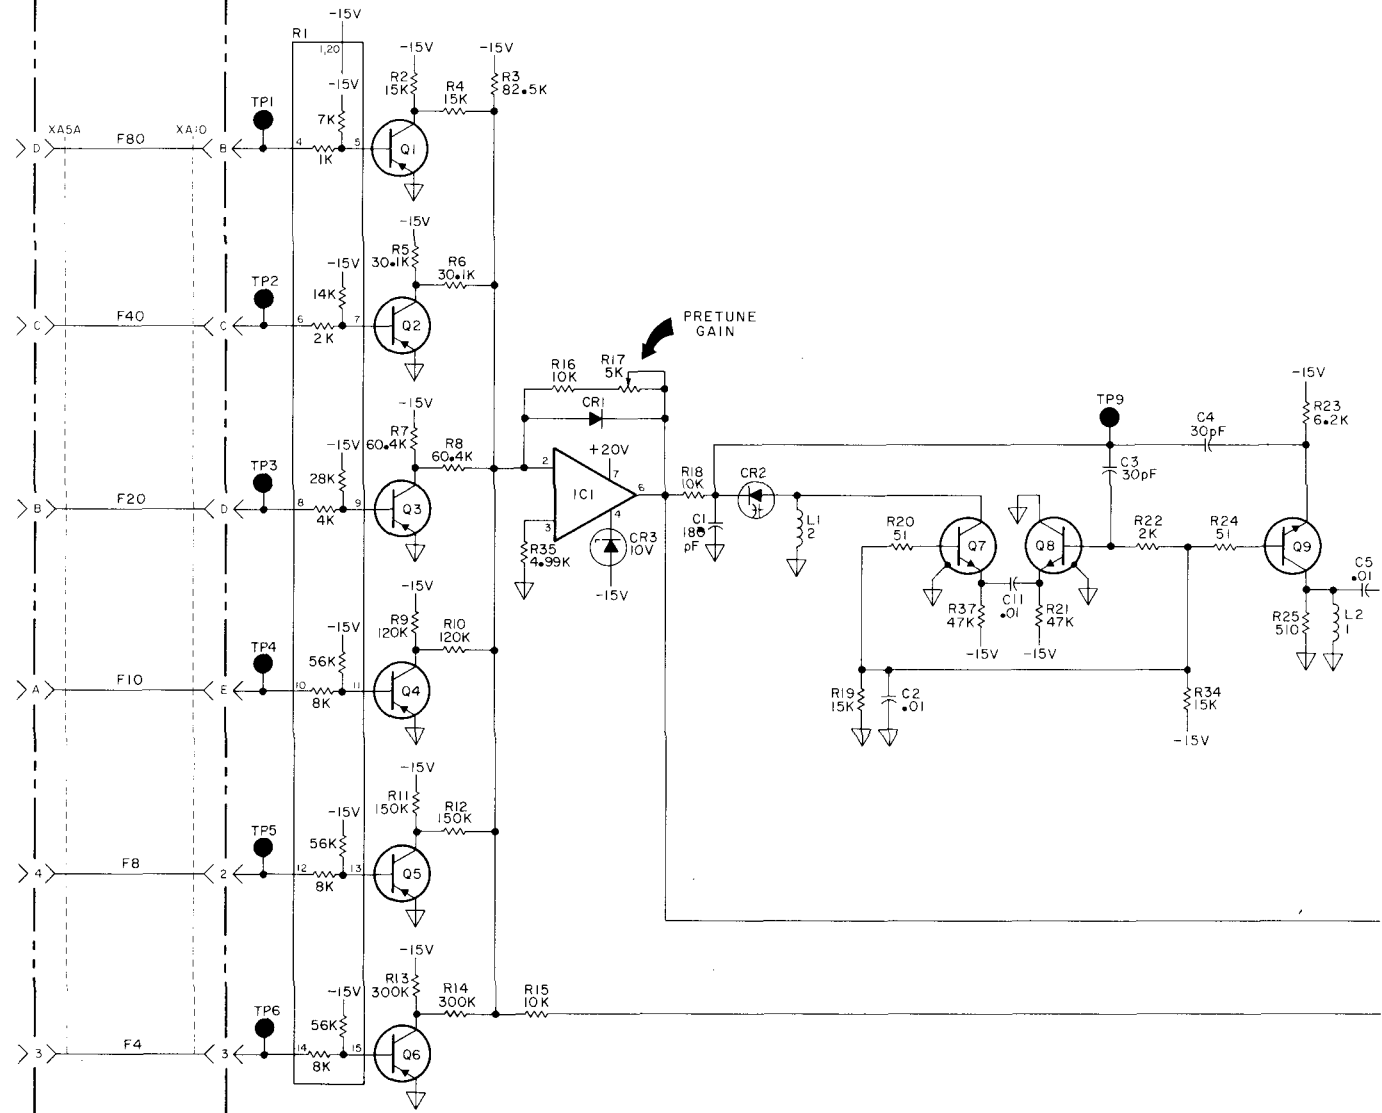 -15V
R1
1,20
-15V
-15V
-15V
R2
15K
R4
15K
R3
82.5K
TP1
7K
XA5A
XA10
D
F80
B
4
1K
5
Q1
-15V
R5
30.1K
R6
30.1K
-15V
TP2
14K
C
F40
C
6
2K
7
Q2
PRETUNE
GAIN
R16
10K
R17
5K
CR1
-15V
R7
60.4K
R8
60.4K
-15V
TP3
28K
B
F20
D
8
4K
9
Q3
+20V
2
7
IC1
6
3
4
R35
4.99K
CR3
10V
-15V
R18
10K
CR2
C1
180
pF
L1
2
TP9
C4
30pF
C3
30pF
-15V
R23
6.2K
R20
51
Q7
Q8
R22
2K
R24
51
Q9
C5
.01
C11
.01
R37
47K
R21
47K
-15V
-15V
R25
510
L2
1
R19
15K
C2
.01
R34
15K
-15V
-15V
R9
120K
R10
120K
-15V
TP4
56K
A
F10
E
10
8K
11
Q4
-15V
R11
150K
R12
150K
-15V
TP5
56K
4
F8
2
12
8K
13
Q5
-15V
R13
300K
R14
300K
R15
10K
-15V
TP6
56K
3
F4
3
14
8K
15
Q6